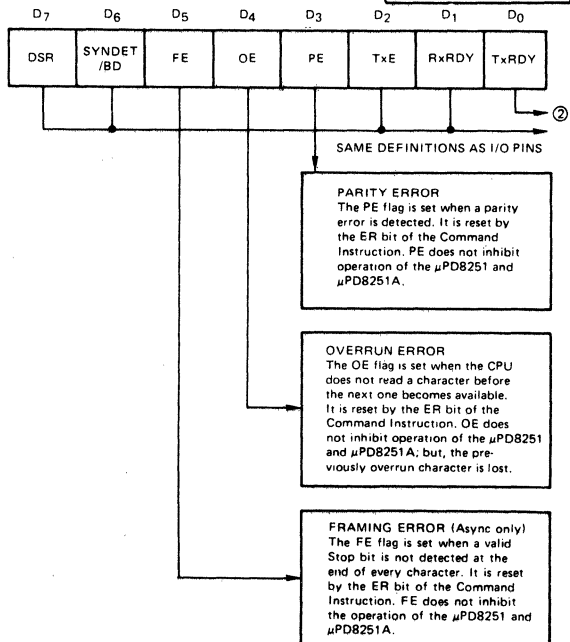 D7 D6 D5 D4 D3 D2 D1 D0
DSR SYNDET/BD FE OE PE TxE RxRDY TxRDY
②
SAME DEFINITIONS AS I/O PINS
PARITY ERROR
The PE flag is set when a parity
error is detected. It is reset by
the ER bit of the Command
Instruction. PE does not inhibit
operation of the μPD8251 and
μPD8251A.
OVERRUN ERROR
The OE flag is set when the CPU
does not read a character before
the next one becomes available.
It is reset by the ER bit of the
Command Instruction. OE does
not inhibit operation of the μPD8251
and μPD8251A; but, the pre-
viously overrun character is lost.
FRAMING ERROR (Async only)
The FE flag is set when a valid
Stop bit is not detected at the
end of every character. It is reset
by the ER bit of the Command
Instruction. FE does not inhibit
the operation of the μPD8251 and
μPD8251A.